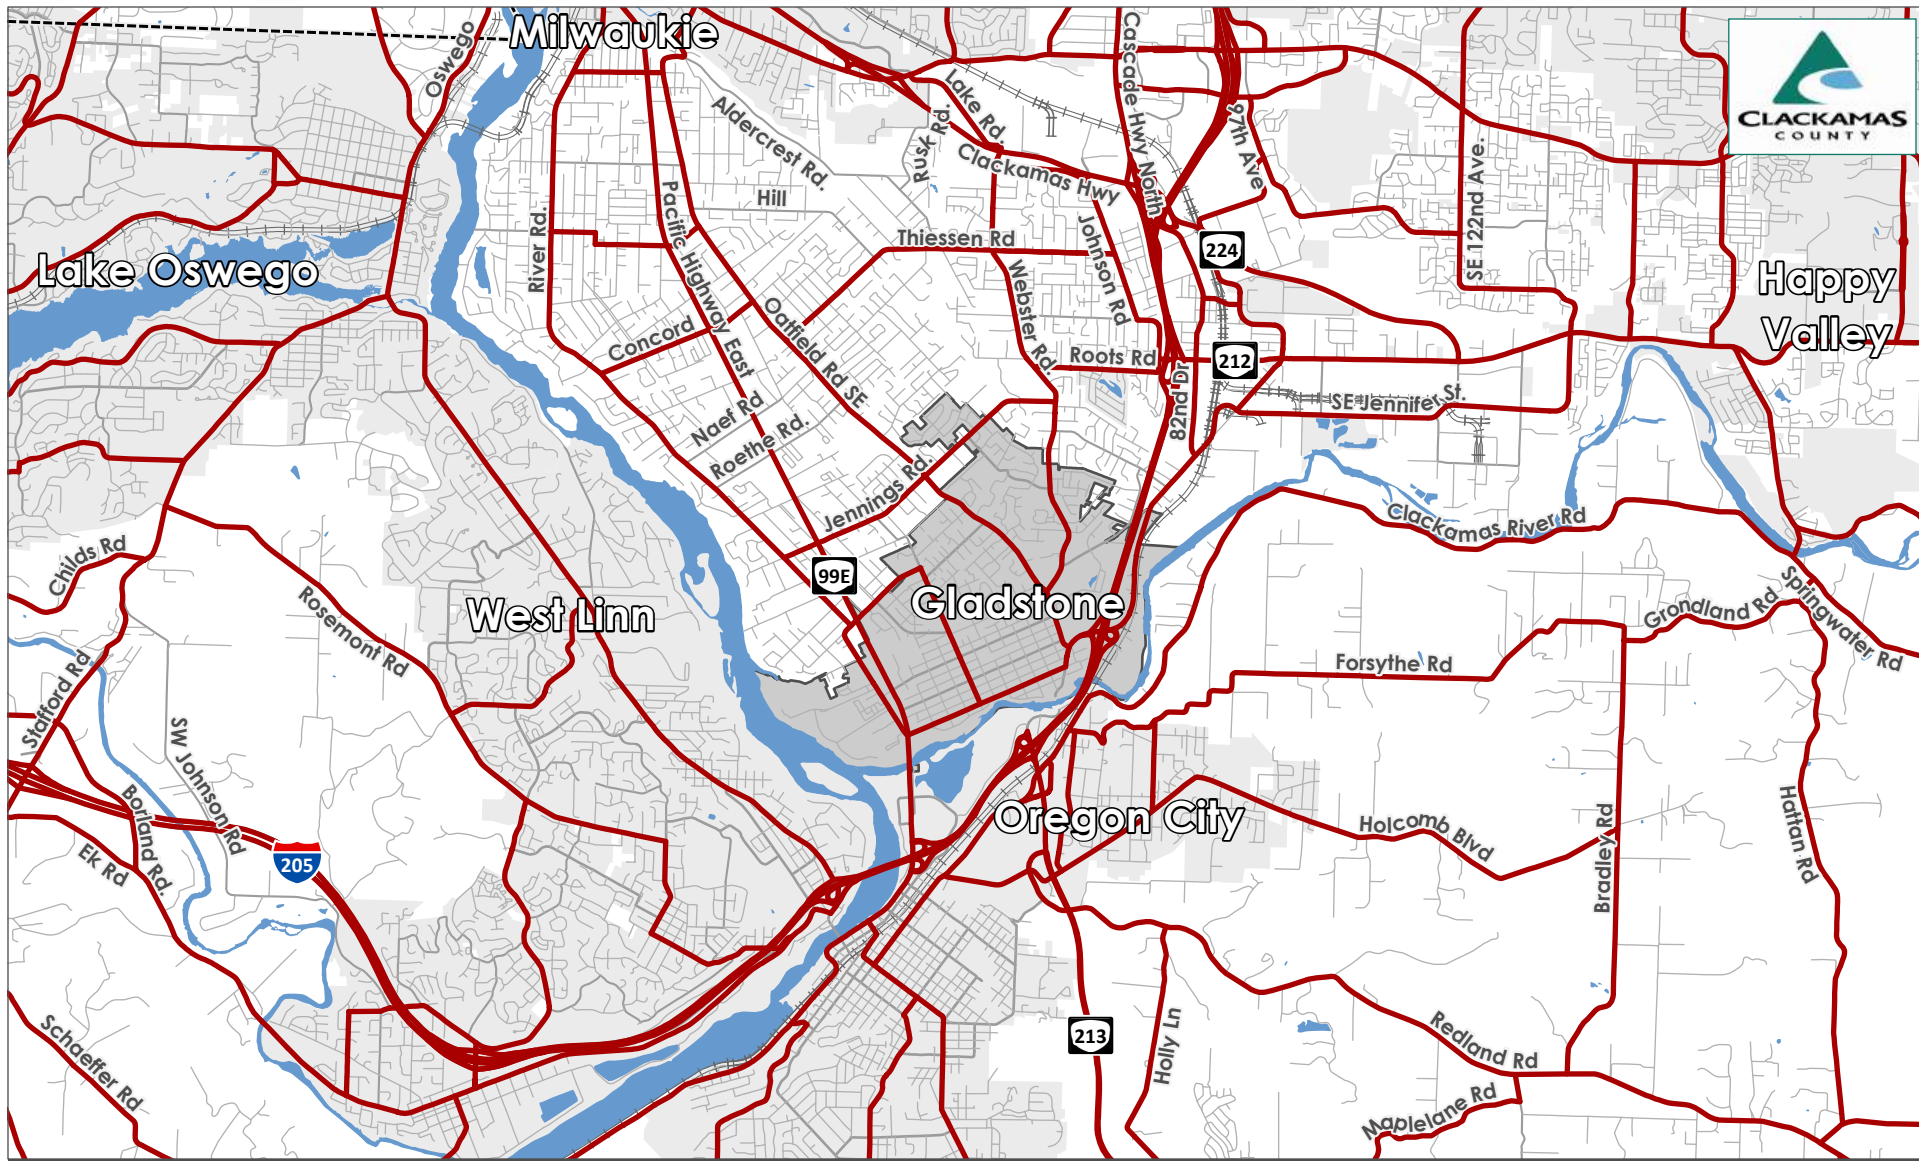 Milwaukie
Oswego
Cascade Hwy North
CLACKAMAS
COUNTY
Aldercrest Rd.
Lake Rd.
Rusk Rd.
97th Ave
Clackamas Hwy
SE 122nd Ave.
Hill
River Rd.
Pacific Highway East
Thiessen Rd
Johnson Rd
224
Lake Oswego
Happy
Valley
Webster Rd.
Oatfield Rd SE
Concord
Roots Rd
212
82nd Dr
SE Jennifer St.
Naef Rd
Roethe Rd.
Jennings Rd.
Clackamas River Rd
Childs Rd
99E
Rosemont Rd
West Linn
Gladstone
Springwater Rd
Grondland Rd
Forsythe Rd
Stafford Rd
SW Johnson Rd
Borland Rd.
Ek Rd
205
Oregon City
Holcomb Blvd
Bradley Rd
Hattan Rd
Schaeffer Rd
213
Holly Ln
Redland Rd
Maplelane Rd